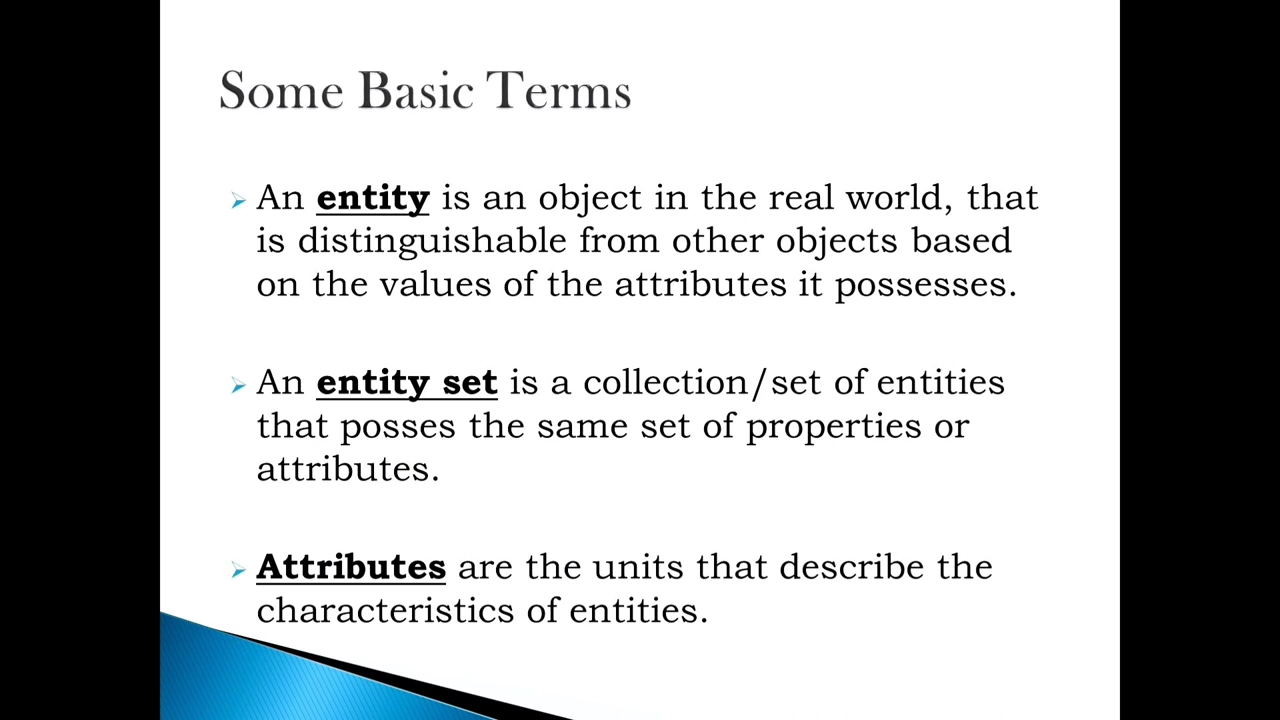 Some Basic Terms
An entity is an object in the real world, that
is distinguishable from other objects based
on the values of the attributes it possesses.
An entity set is a collection/set of entities
that posses the same set of properties or
attributes.
Attributes are the units that describe the
characteristics of entities.